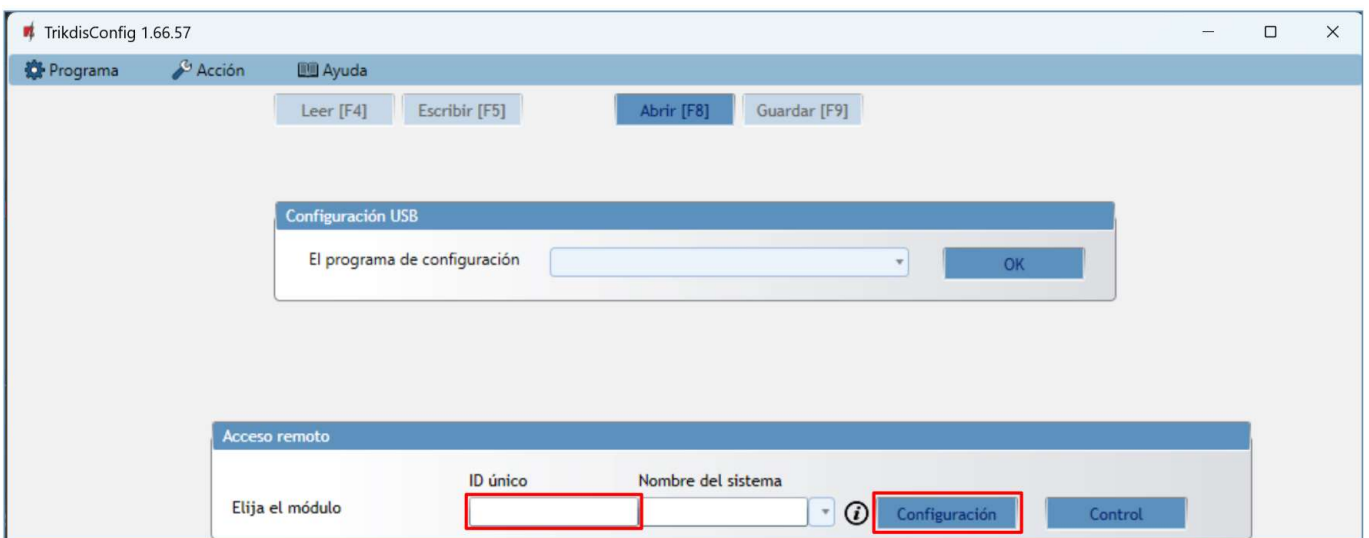 TrikdisConfig 1.66.57
Programa Acción Ayuda
Leer [F4] Escribir [F5] Abrir [F8] Guardar [F9]
Configuración USB
El programa de configuración OK
Acceso remoto
ID único Nombre del sistema
Elija el módulo i Configuración Control